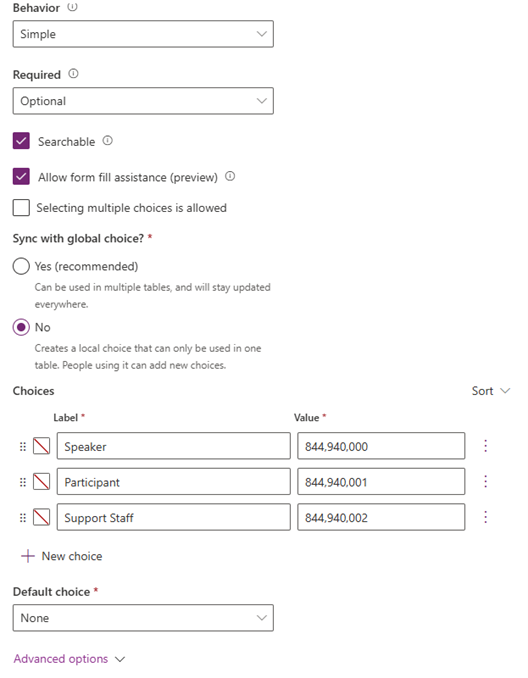 Behavior
Simple
Required
Optional
Searchable
Allow form fill assistance (preview)
Selecting multiple choices is allowed
Sync with global choice? *
Yes (recommended)
Can be used in multiple tables, and will stay updated
everywhere.
No
Creates a local choice that can only be used in one
table. People using it can add new choices.
Choices Sort
Label * Value *
Speaker 844,940,000
Participant 844,940,001
Support Staff 844,940,002
New choice
Default choice *
None
Advanced options